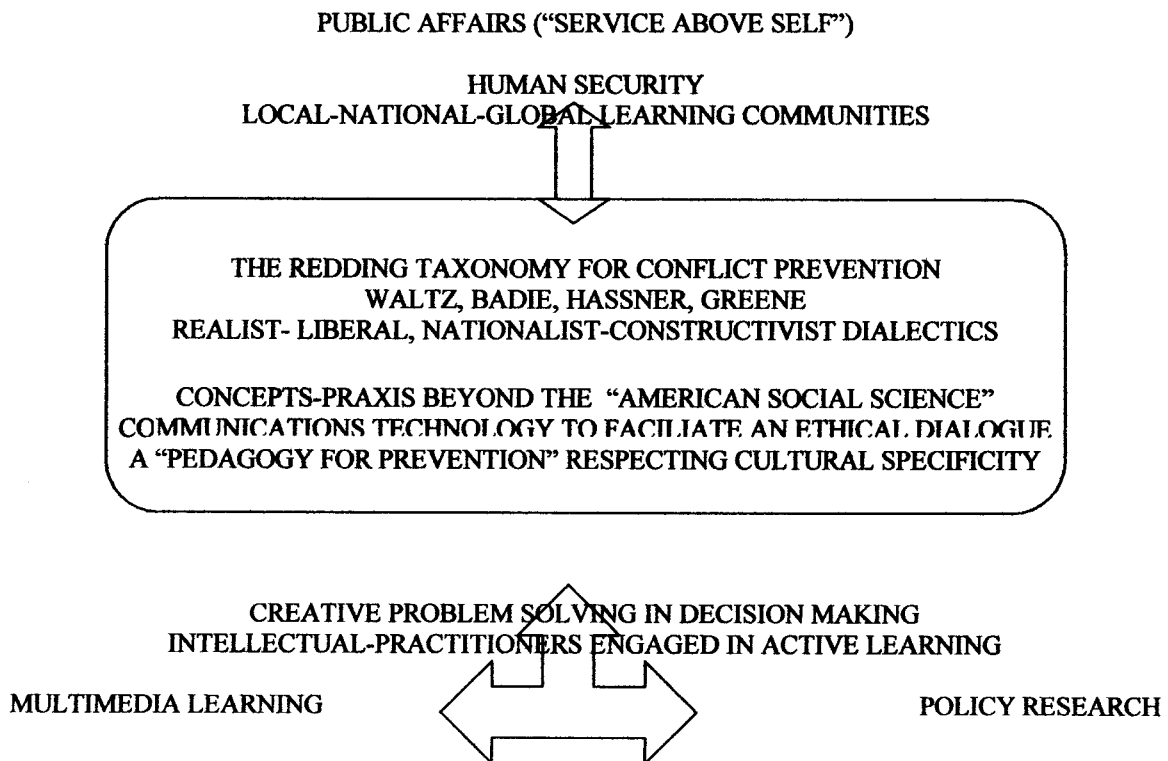 PUBLIC AFFAIRS (“SERVICE ABOVE SELF”)
HUMAN SECURITY
LOCAL-NATIONAL-GLOBAL LEARNING COMMUNITIES
THE REDDING TAXONOMY FOR CONFLICT PREVENTION
WALTZ, BADIE, HASSNER, GREENE
REALIST- LIBERAL, NATIONALIST-CONSTRUCTIVIST DIALECTICS
CONCEPTS-PRAXIS BEYOND THE “AMERICAN SOCIAL SCIENCE”
COMMUNICATIONS TECHNOLOGY TO FACILIATE AN ETHICAL DIALOGUE
A “PEDAGOGY FOR PREVENTION” RESPECTING CULTURAL SPECIFICITY
CREATIVE PROBLEM SOLVING IN DECISION MAKING
INTELLECTUAL-PRACTITIONERS ENGAGED IN ACTIVE LEARNING
MULTIMEDIA LEARNING
POLICY RESEARCH